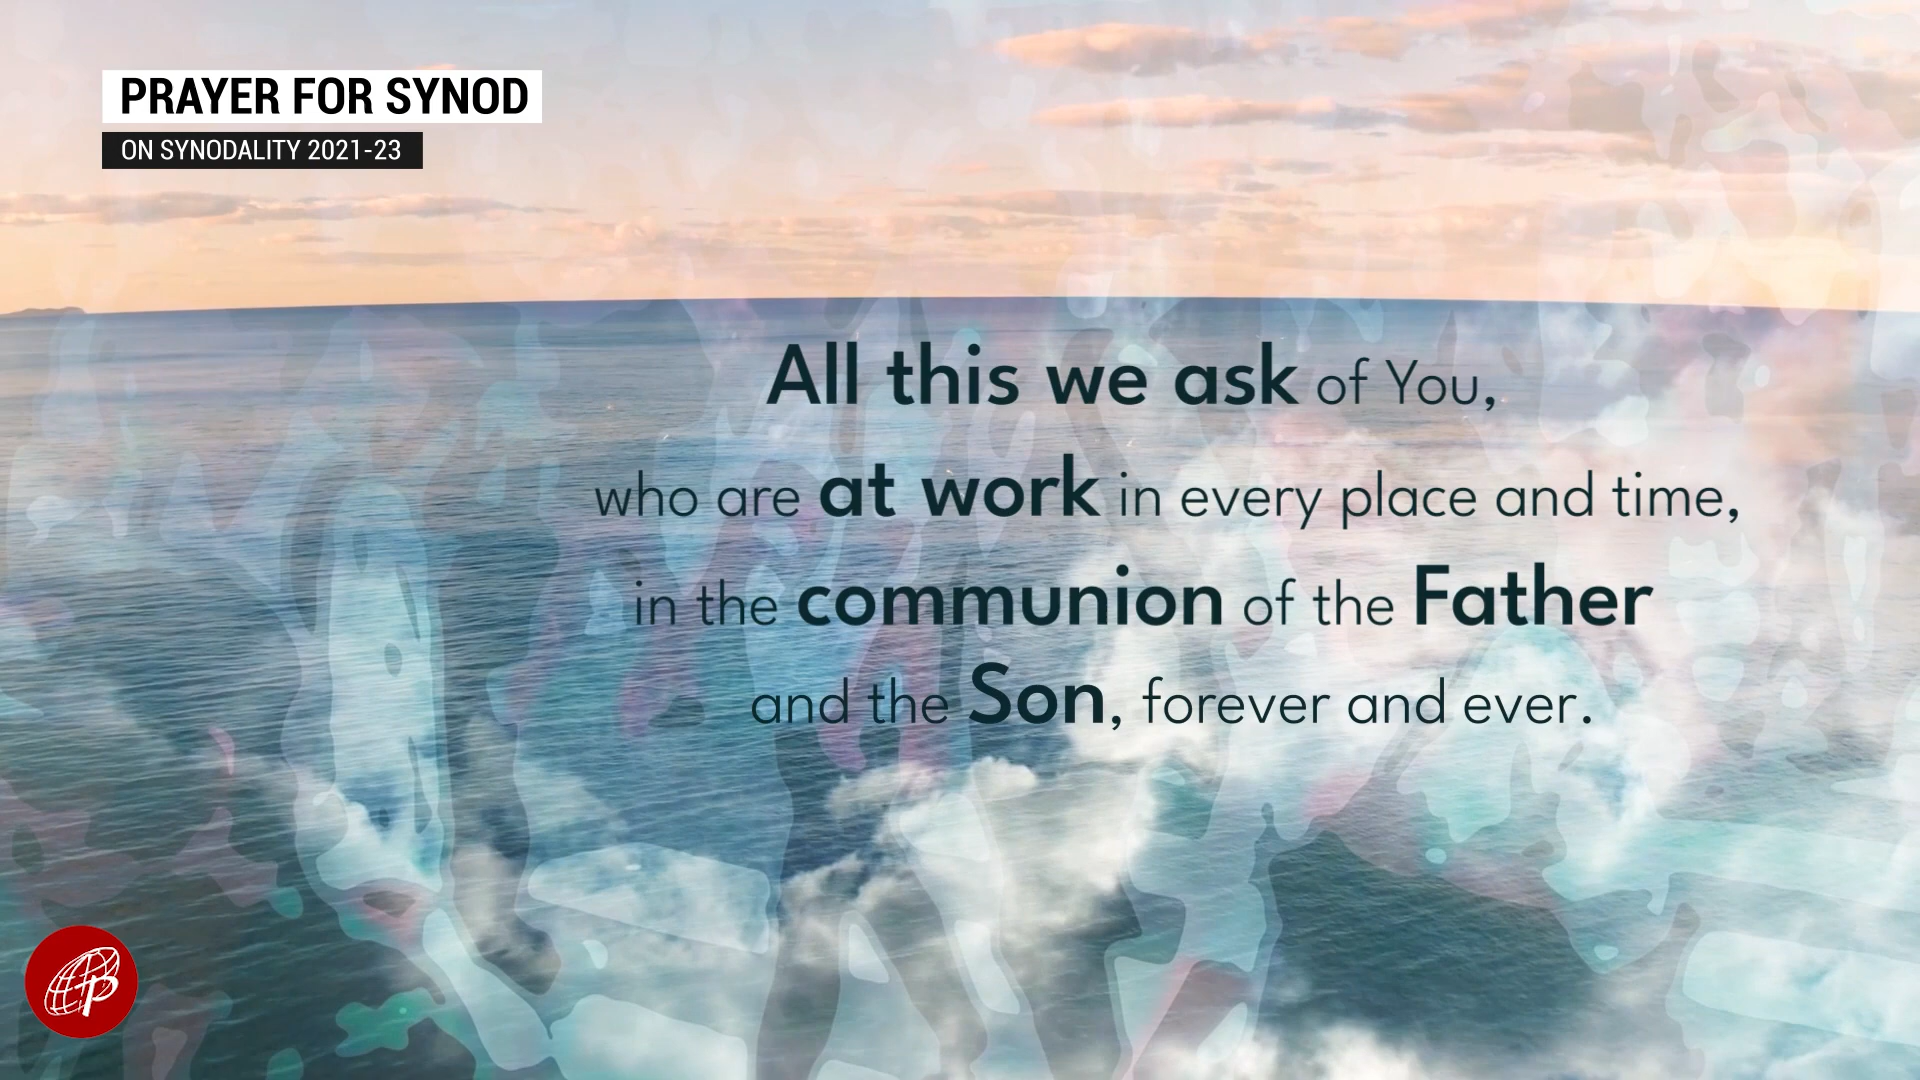 PRAYER FOR SYNOD
ON SYNODALITY 2021-23
All this we ask of You,
who are at work in every place and time,
in the communion of the Father
and the Son, forever and ever.